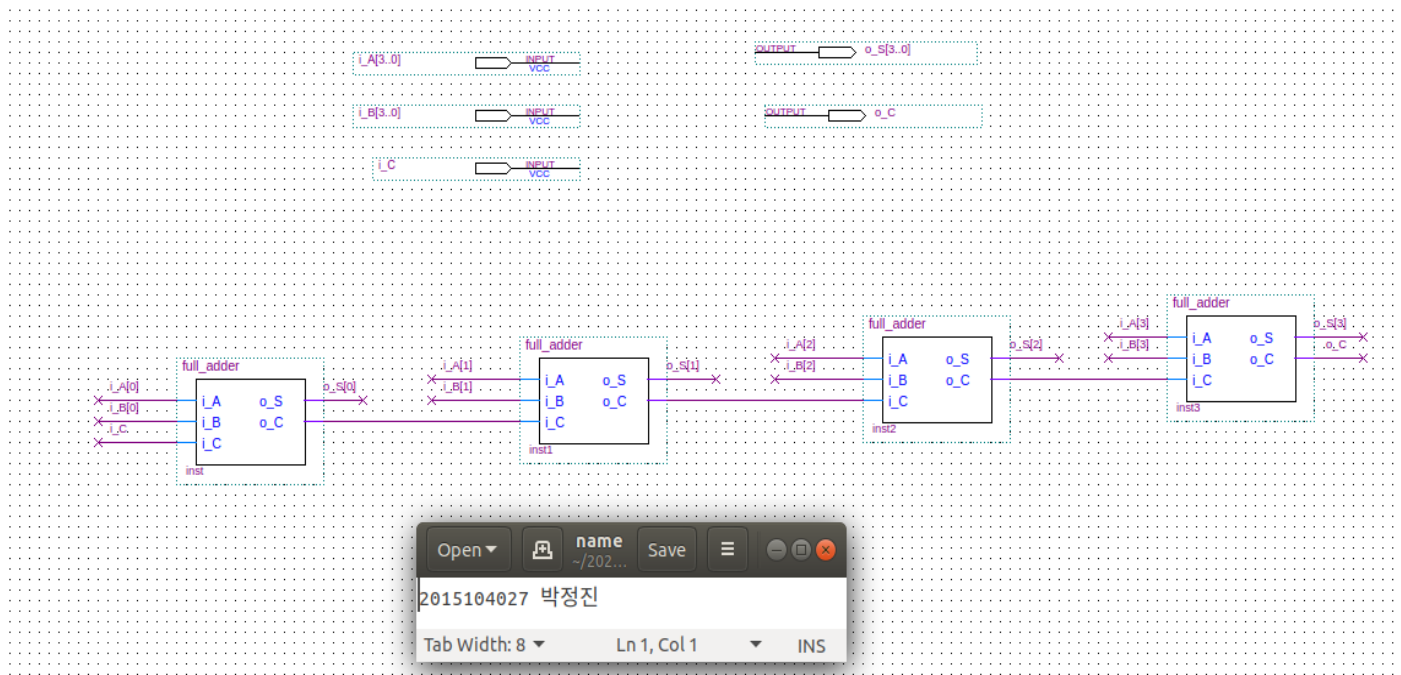 i_A[3..0] INPUT VCC
OUTPUT o_S[3..0]
i_B[3..0] INPUT VCC
OUTPUT o_C
i_C INPUT VCC
full_adder
i_A[0]
i_B[0]
i_C
i_A o_S
i_B o_C
i_C
o_S[0]
inst
full_adder
i_A[1]
i_B[1]
i_A o_S
i_B o_C
i_C
o_S[1]
inst1
full_adder
i_A[2]
i_B[2]
i_A o_S
i_B o_C
i_C
o_S[2]
inst2
full_adder
i_A[3]
i_B[3]
i_A o_S
i_B o_C
i_C
o_S[3]
o_C
inst3
Open name Save
~/202...
2015104027 박정진
Tab Width: 8 Ln 1, Col 1 INS